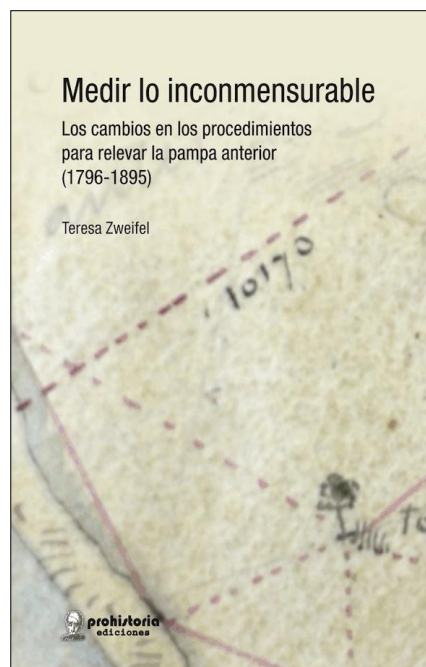 Medir lo inconmensurable
Los cambios en los procedimientos
para relevar la pampa anterior
(1796-1895)
Teresa Zweifel
10170
prohistoria
ediciones